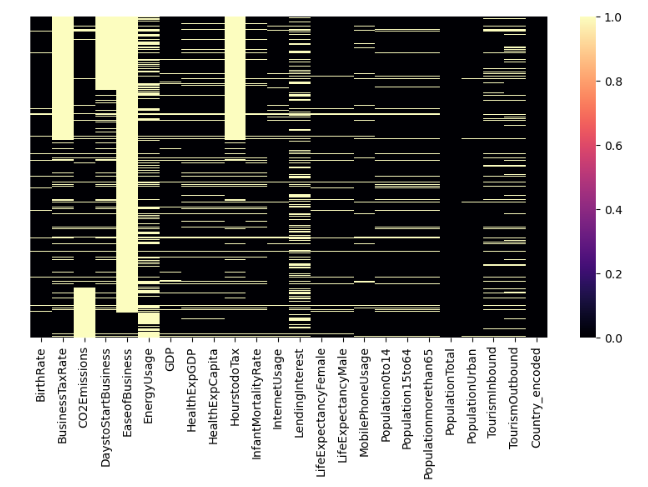 1.0
0.8
0.6
0.4
0.2
0.0
BirthRate
BusinessTaxRate
CO2Emissions
DaystoStartBusiness
EaseofBusiness
EnergyUsage
GDP
HealthExpGDP
HealthExpCapita
HourstodoTax
InfantMortalityRate
InternetUsage
LendingInterest
LifeExpectancyFemale
LifeExpectancyMale
MobilePhoneUsage
Population0to14
Population15to64
Populationmorethan65
PopulationTotal
PopulationUrban
TourismInbound
TourismOutbound
Country_encoded